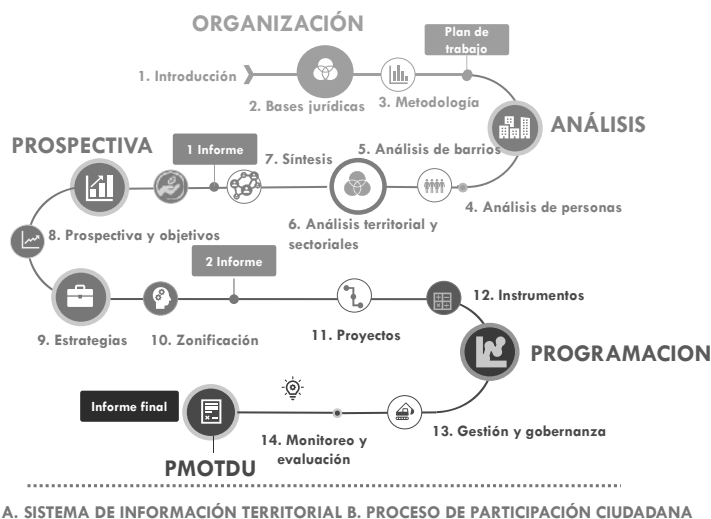 ORGANIZACIÓN
Plan de
trabajo
1. Introducción
2. Bases jurídicas
3. Metodología
ANÁLISIS
PROSPECTIVA
1 Informe
7. Síntesis
5. Análisis de barrios
4. Análisis de personas
6. Análisis territorial y
sectoriales
8. Prospectiva y objetivos
2 Informe
9. Estrategias
10. Zonificación
11. Proyectos
12. Instrumentos
PROGRAMACION
Informe final
13. Gestión y gobernanza
14. Monitoreo y
evaluación
PMOTDU
A. SISTEMA DE INFORMACIÓN TERRITORIAL B. PROCESO DE PARTICIPACIÓN CIUDADANA